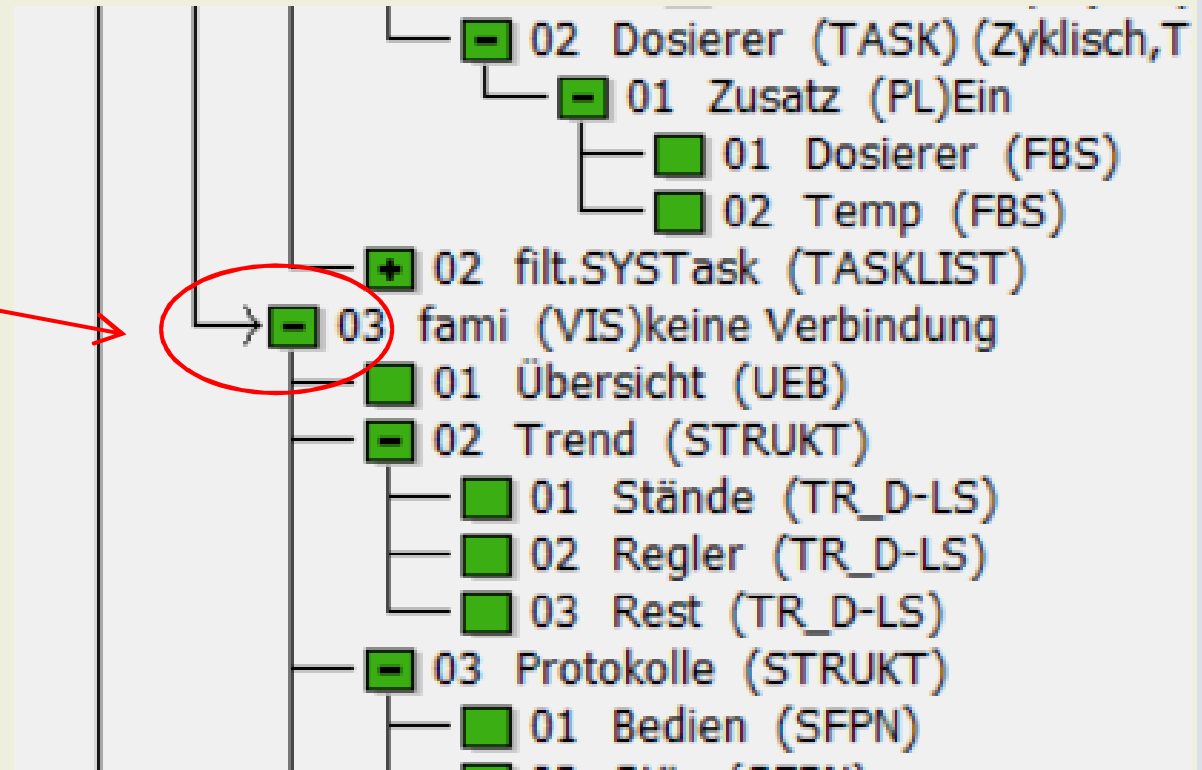 02 Dosierer (TASK) (Zyklisch,T
01 Zusatz (PL)Ein
01 Dosierer (FBS)
02 Temp (FBS)
02 filt.SYSTask (TASKLIST)
03 fami (VIS)keine Verbindung
01 Übersicht (UEB)
02 Trend (STRUKT)
01 Stände (TR_D-LS)
02 Regler (TR_D-LS)
03 Rest (TR_D-LS)
03 Protokolle (STRUKT)
01 Bedien (SFPN)